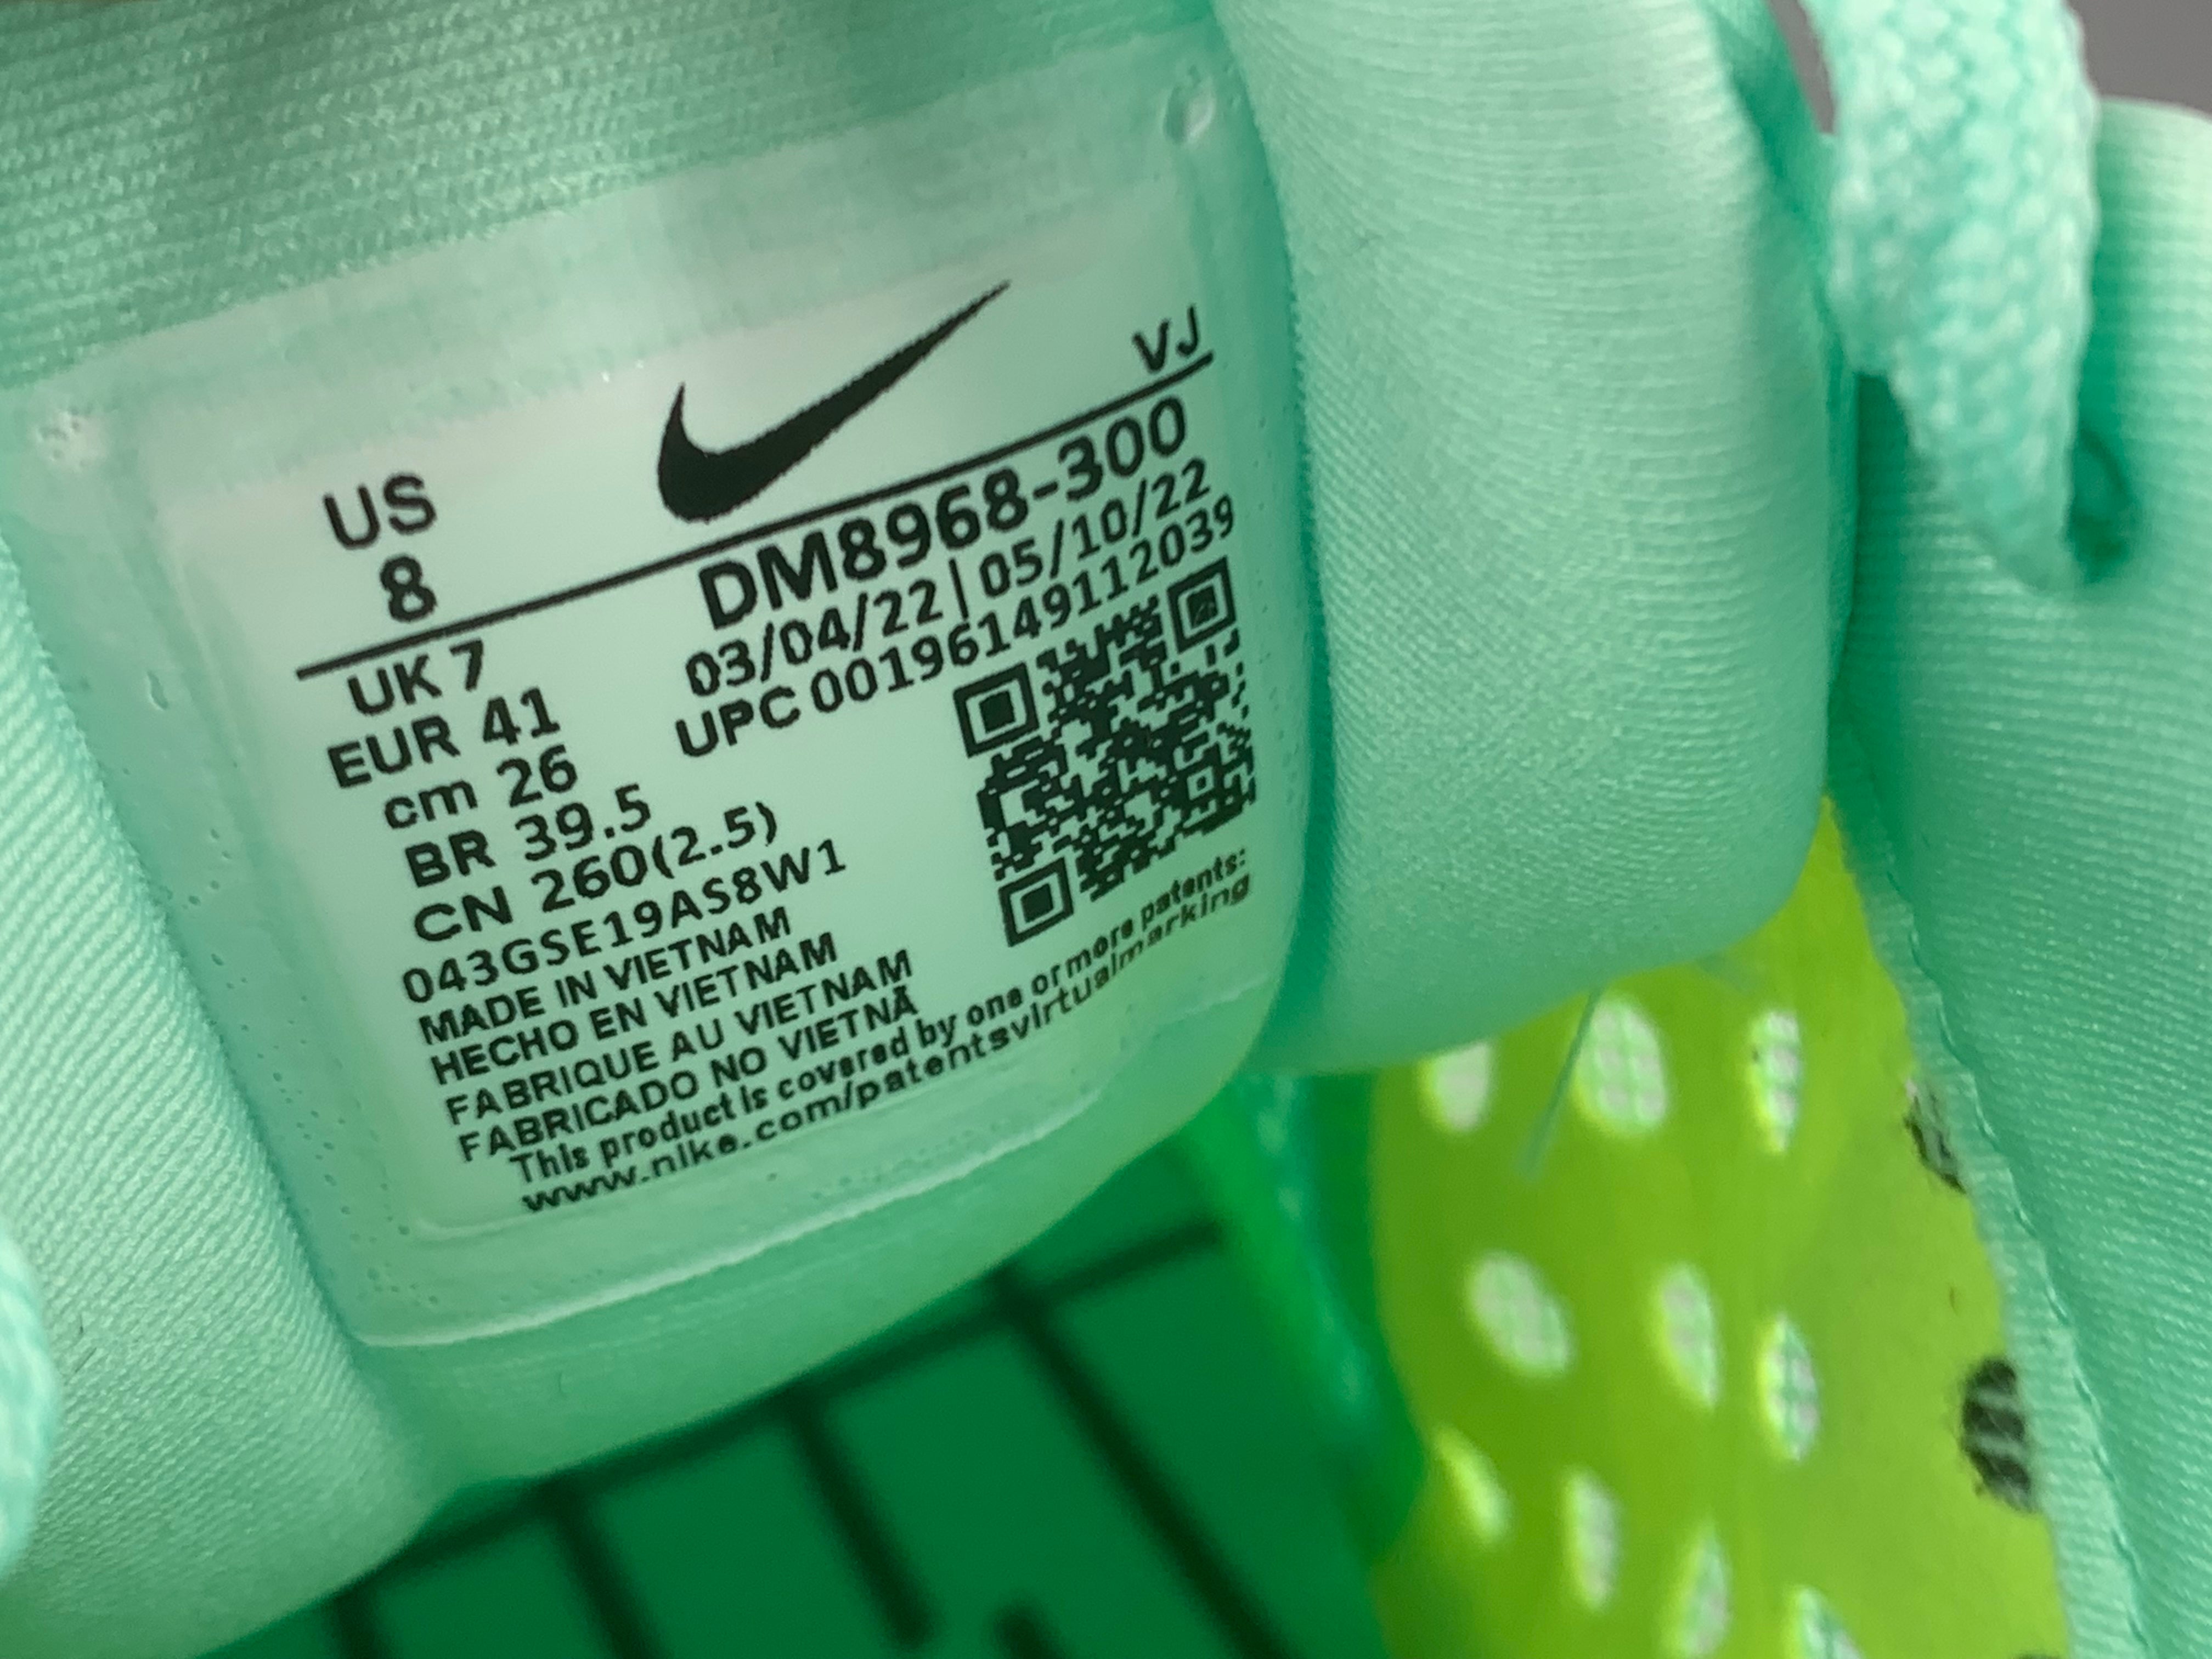 VJ
US
8
DM8968-300
03/04/22 | 05/10/22
UPC 00196149112039
UK 7
EUR 41
cm 26
BR 39.5
CN 260(2.5)
043GSE19AS8W1
MADE IN VIETNAM
HECHO EN VIETNAM
FABRIQUE AU VIETNAM
FABRICADO NO VIETNÃ
This product is covered by one or more patents:
www.nike.com/patentsvirtualmarking